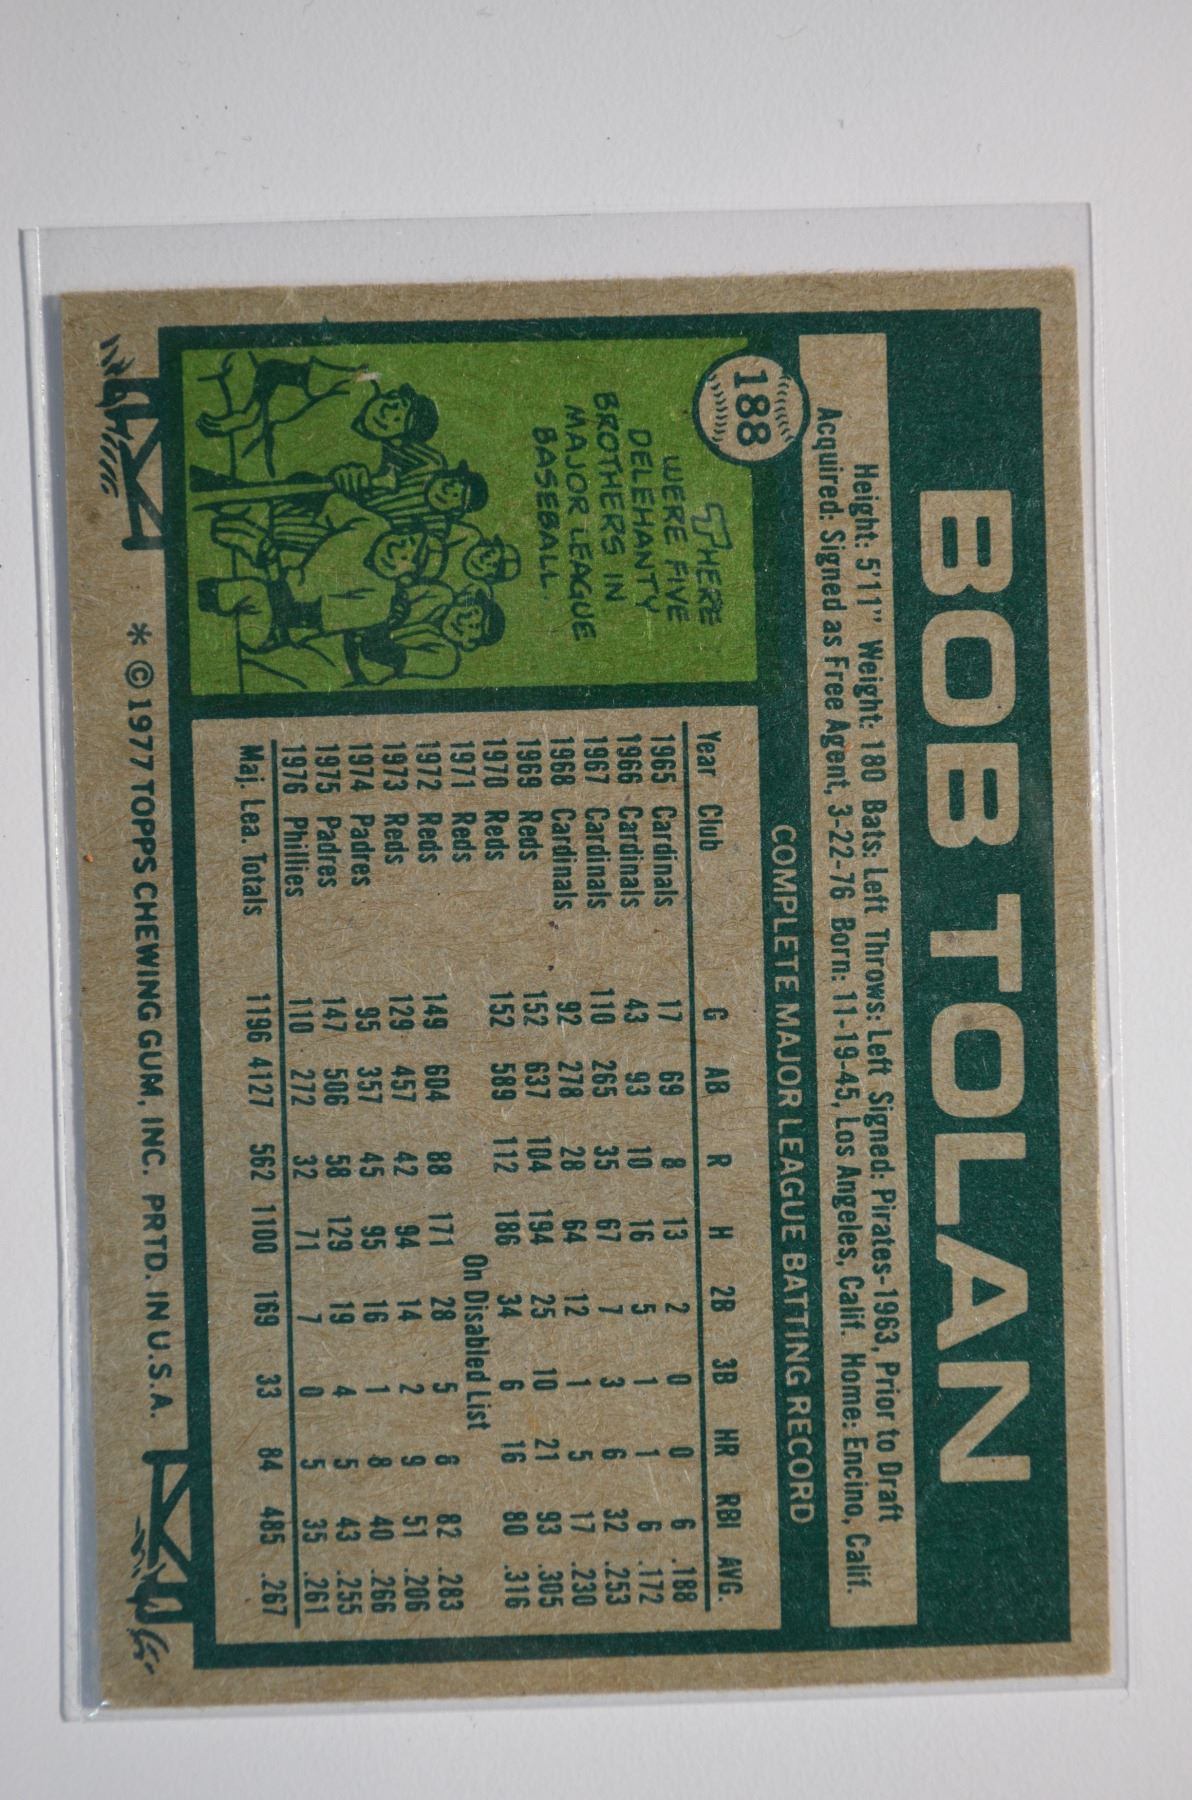 BOB TOLAN
Height: 5'11" Weight: 180 Bats: Left Throws: Left Signed: Pirates-1963, Prior to Draft
Acquired: Signed as Free Agent, 3-22-76 Born: 11-19-45, Los Angeles, Calif. Home: Encino, Calif.
188
COMPLETE MAJOR LEAGUE BATTING RECORD
THERE
WERE FIVE
DELEHANTY
BROTHERS IN
MAJOR LEAGUE
BASEBALL.
Year Club G AB R H 2B 3B HR RBI AVG.
1965 Cardinals 17 69 8 13 2 0 0 6 .188
1966 Cardinals 43 93 10 16 5 1 1 6 .172
1967 Cardinals 110 265 35 67 7 3 6 32 .253
1968 Cardinals 92 278 28 64 12 1 5 17 .230
1969 Reds 152 637 104 194 25 10 21 93 .305
1970 Reds 152 589 112 186 34 6 16 80 .316
1971 Reds On Disabled List
1972 Reds 149 604 88 171 28 5 8 82 .283
1973 Reds 129 457 42 94 14 2 9 51 .206
1974 Padres 95 357 45 95 16 1 8 40 .266
1975 Padres 147 506 58 129 19 4 5 43 .255
1976 Phillies 110 272 32 71 7 0 5 35 .261
Maj. Lea. Totals 1196 4127 562 1100 169 33 84 485 .267
* © 1977 TOPPS CHEWING GUM, INC. PRTD. IN U.S.A.